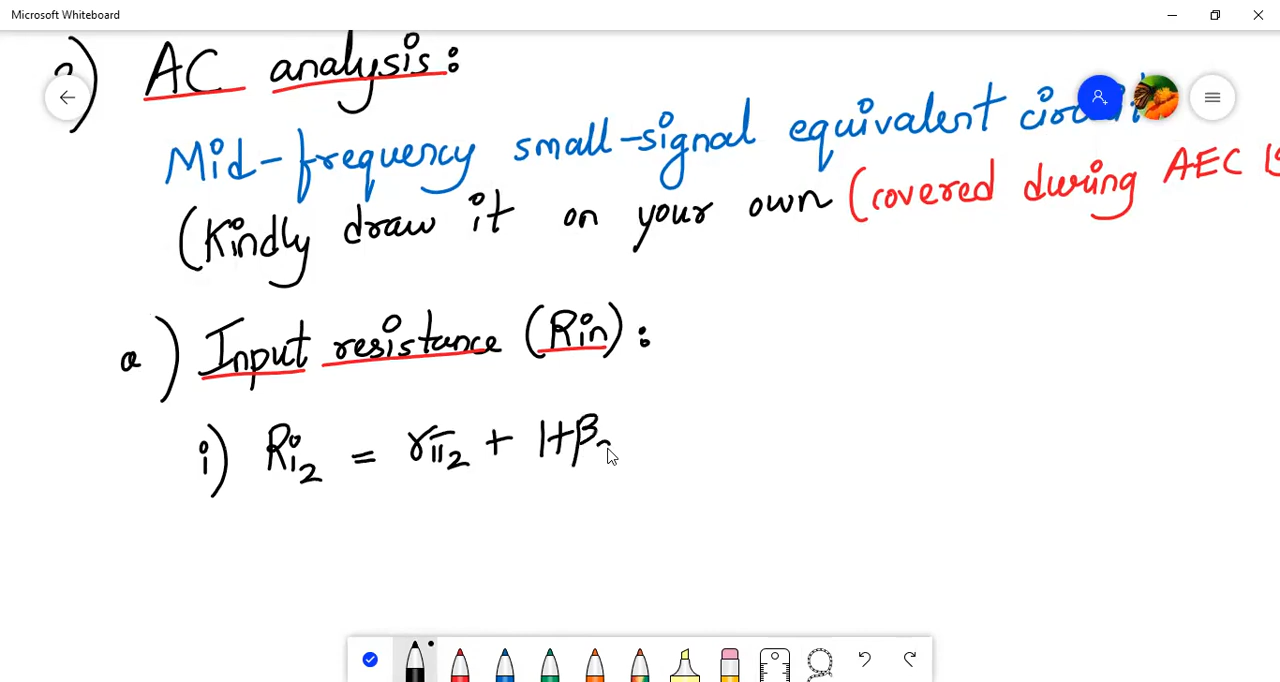 Microsoft Whiteboard
2) AC analysis:
Mid-frequency small-signal equivalent circuit
(Kindly draw it on your own (covered during AEC
a) Input resistance (Rin):
i) Ri2 = rπ2 + 1+β